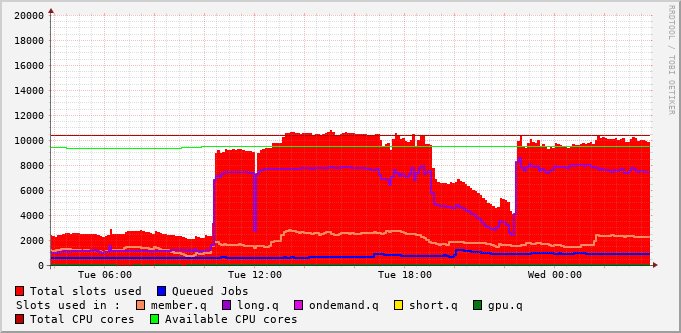 20000
18000
16000
14000
12000
10000
8000
6000
4000
2000
0
Tue 06:00 Tue 12:00 Tue 18:00 Wed 00:00
RRDTOOL / TOBI OETIKER
Total slots used Queued Jobs
Slots used in : member.q long.q ondemand.q short.q gpu.q
Total CPU cores Available CPU cores